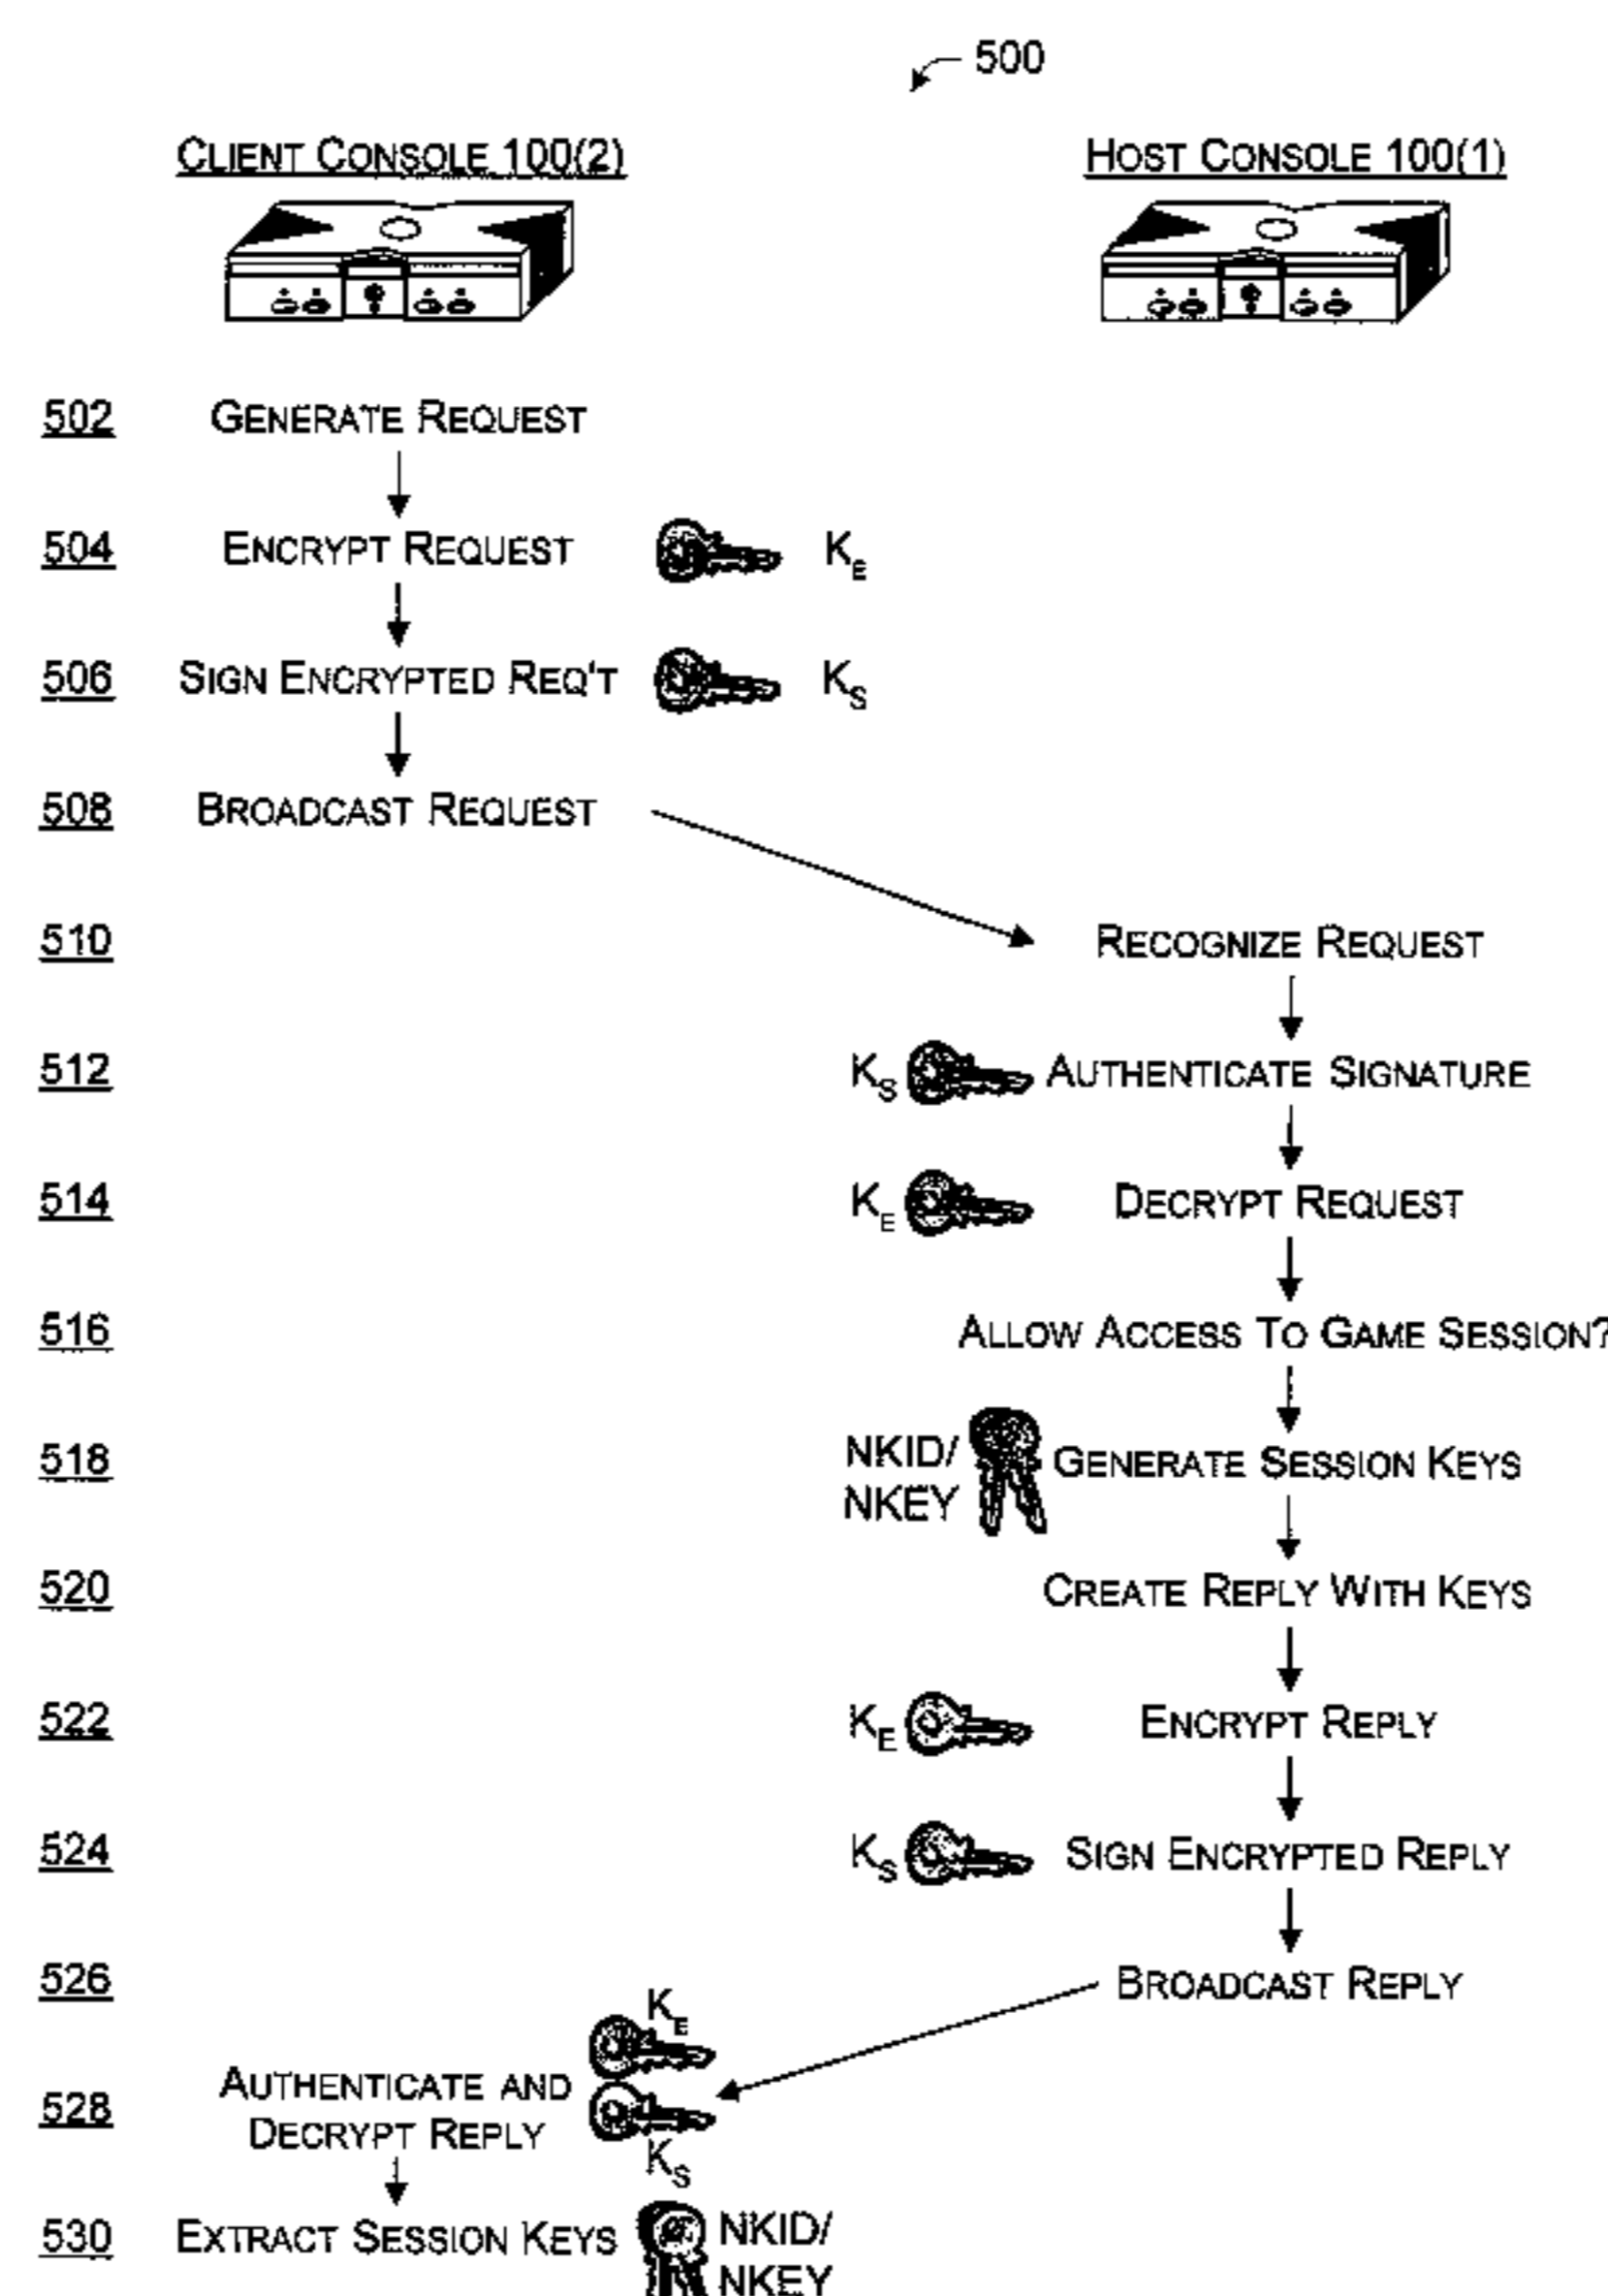 500
CLIENT CONSOLE 100(2)
HOST CONSOLE 100(1)
502 GENERATE REQUEST
504 ENCRYPT REQUEST KE
506 SIGN ENCRYPTED REQ'T KS
508 BROADCAST REQUEST
510 RECOGNIZE REQUEST
512 KS AUTHENTICATE SIGNATURE
514 KE DECRYPT REQUEST
516 ALLOW ACCESS TO GAME SESSION?
518 NKID/
NKEY GENERATE SESSION KEYS
520 CREATE REPLY WITH KEYS
522 KE ENCRYPT REPLY
524 KS SIGN ENCRYPTED REPLY
526 BROADCAST REPLY
KE
528 AUTHENTICATE AND
DECRYPT REPLY
KS
530 EXTRACT SESSION KEYS NKID/
NKEY